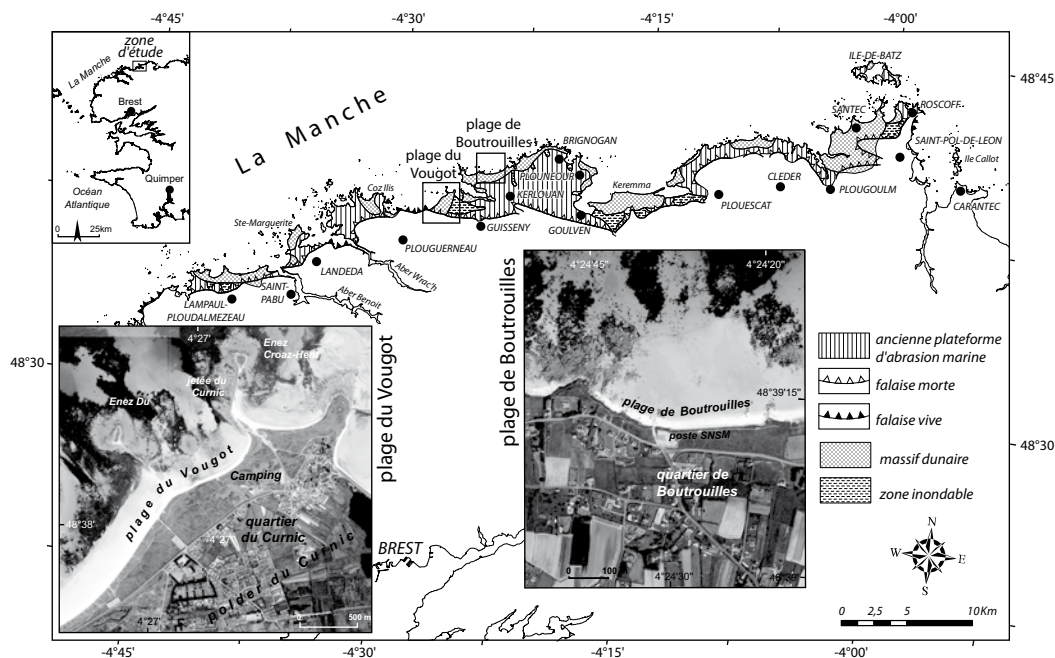 -4°45'
-4°30'
-4°15'
-4°00'
zone
d'étude
La Manche
Brest
Quimper
Océan
Atlantique
0 25km
La Manche
48°45'
ILE-DE-BATZ
SANTEC
ROSCOFF
SAINT-POL-DE-LEON
Ile Callot
CARANTEC
PLOUGOULM
CLEDER
PLOUESCAT
Keremma
GOULVEN
plage de
Boutrouilles
BRIGNOGAN
PLOUNEOUR
KERLOUAN
plage du
Vougot
GUISSENY
Coz Ilis
PLOUGUERNEAU
Ste-Marguerite
LANDEDA
Aber Wrac'h
Aber Benoit
SAINT-
PABU
LAMPAUL-
PLOUDALMEZEAU
48°30'
4°27'
Enez
Croaz-Hent
jetée du
Curnic
Enez Du
plage du Vougot
Camping
48°38'
quartier
du Curnic
4°27'
polder du Curnic
4°27'
0 500 m
plage du Vougot
BREST
plage de Boutrouilles
4°24'45"
4°24'20"
48°39'15"
plage de Boutrouilles
poste SNSM
quartier de
Boutrouilles
0 100 m
4°24'30"
48°39'
ancienne plateforme
d'abrasion marine
falaise morte
falaise vive
massif dunaire
zone inondable
48°30'
N
W
E
S
0 2,5 5 10Km
-4°45'
-4°30'
-4°15'
-4°00'